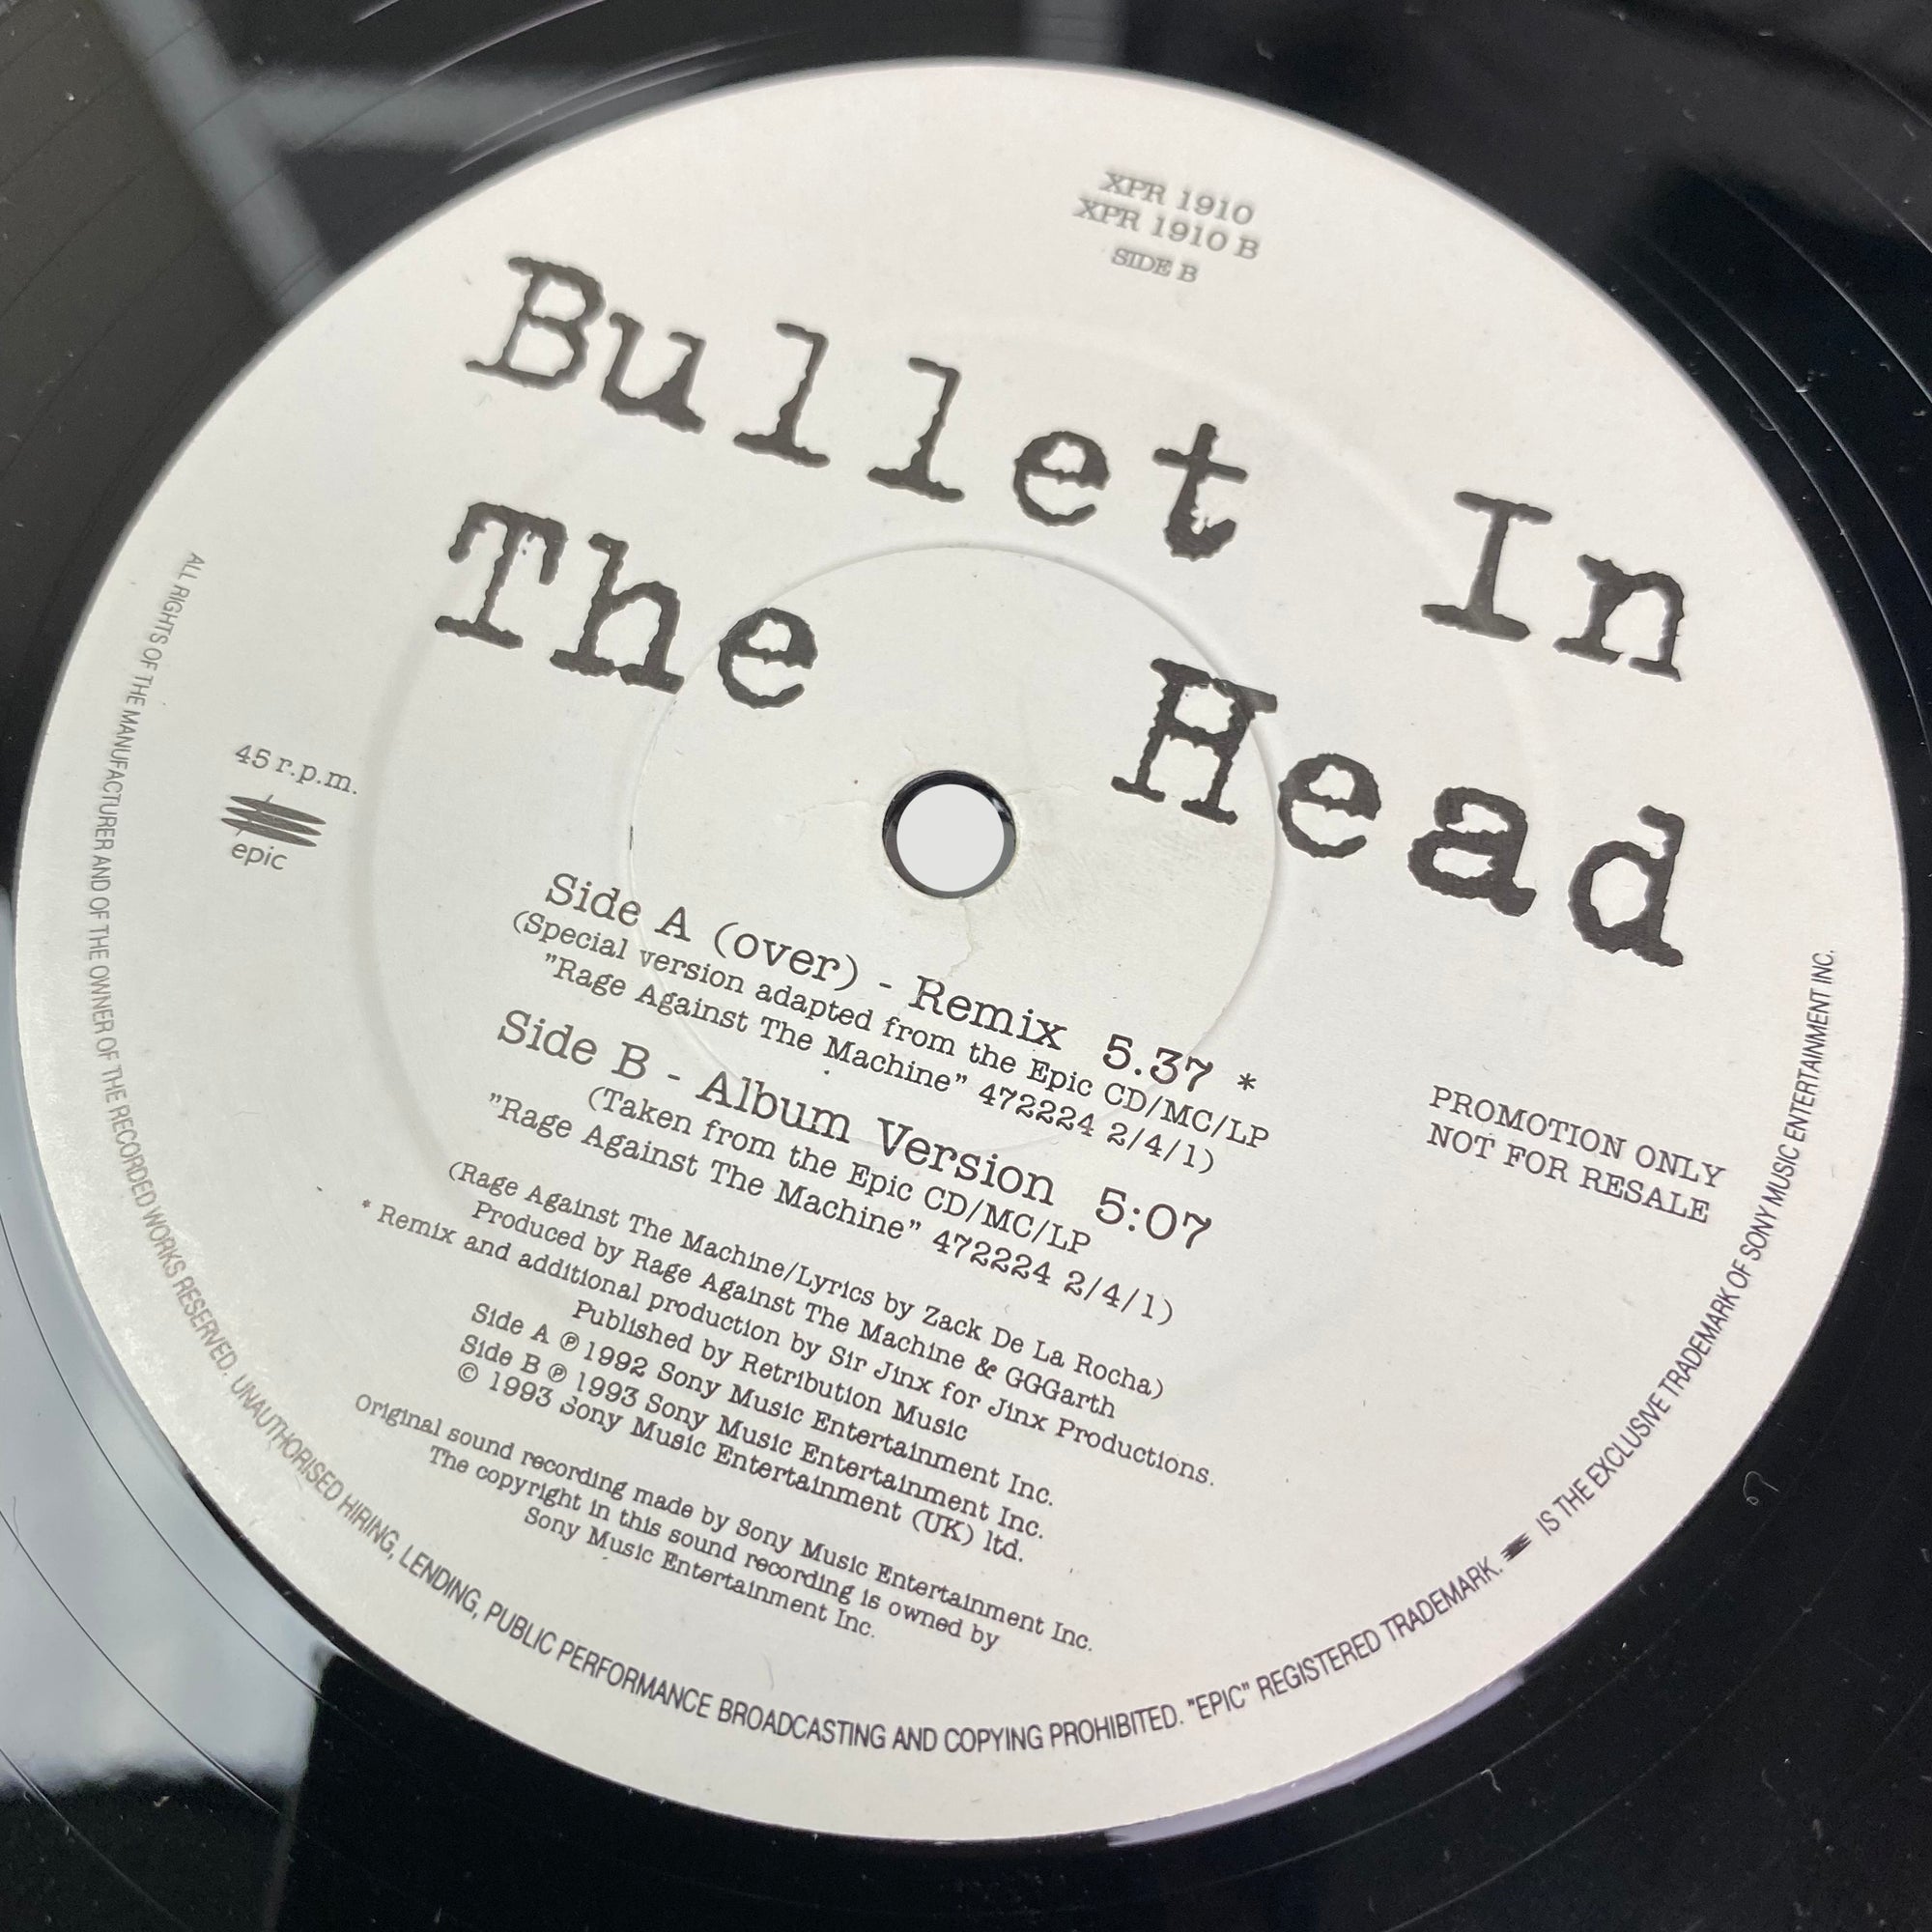 XPR 1910
XPR 1910 B
SIDE B
Bullet In
The Head
45 r.p.m.
epic
Side A (over) - Remix 5.37 *
(Special version adapted from the Epic CD/MC/LP
"Rage Against The Machine" 472224 2/4/1)
Side B - Album Version 5:07
(Taken from the Epic CD/MC/LP
"Rage Against The Machine" 472224 2/4/1)
PROMOTION ONLY
NOT FOR RESALE
(Rage Against The Machine/Lyrics by Zack De La Rocha)
Produced by Rage Against The Machine & GGGarth
* Remix and additional production by Sir Jinx for Jinx Productions.
Published by Retribution Music
Side A ℗ 1992 Sony Music Entertainment Inc.
Side B ℗ 1993 Sony Music Entertainment Inc.
© 1993 Sony Music Entertainment (UK) ltd.
Original sound recording made by Sony Music Entertainment Inc.
The copyright in this sound recording is owned by
Sony Music Entertainment Inc.
ALL RIGHTS OF THE MANUFACTURER AND OF THE OWNER OF THE RECORDED WORKS RESERVED. UNAUTHORISED HIRING, LENDING, PUBLIC PERFORMANCE BROADCASTING AND COPYING PROHIBITED. "EPIC" REGISTERED TRADEMARK. IS THE EXCLUSIVE TRADEMARK OF SONY MUSIC ENTERTAINMENT INC.